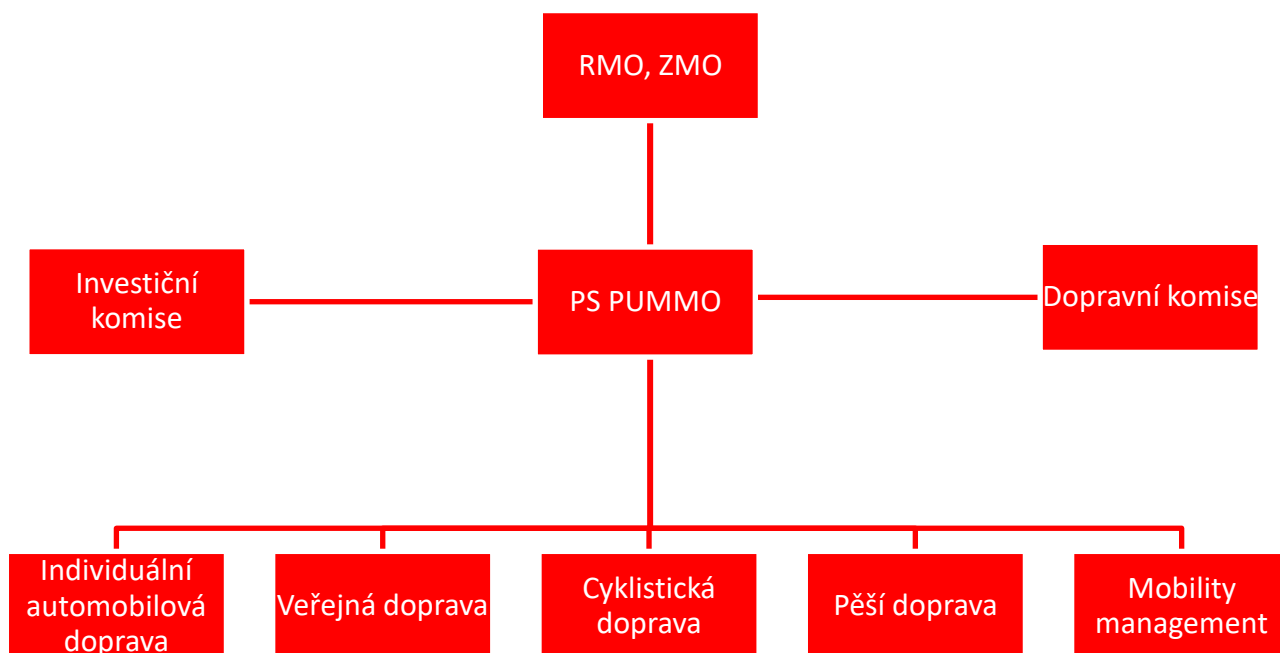 RMO, ZMO
Investiční
komise
PS PUMMO
Dopravní komise
Individuální
automobilová
doprava
Veřejná doprava
Cyklistická
doprava
Pěší doprava
Mobility
management